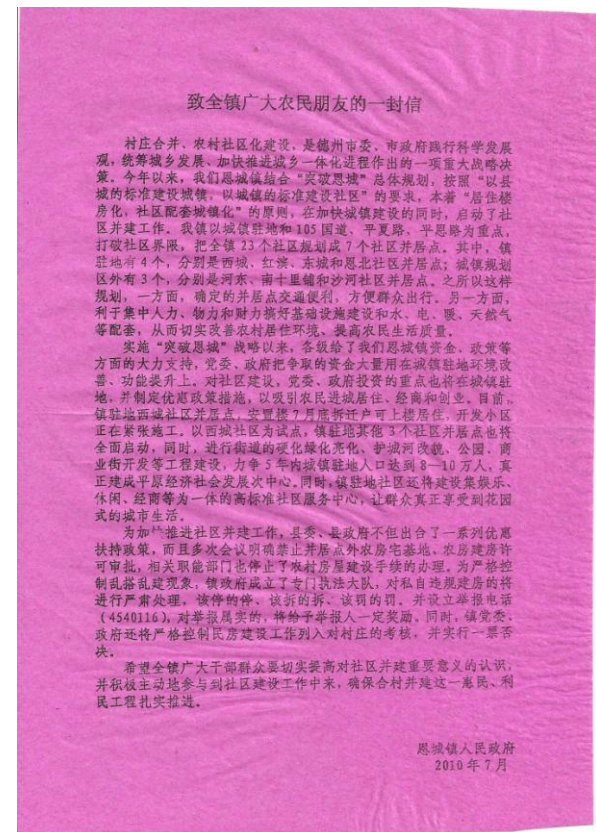 致全镇广大农民朋友的一封信
村庄合并、农村社区化建设，是德州市委、市政府践行科学发展
观，统筹城乡发展、加快推进城乡一体化进程作出的一项重大战略决
策。今年以来，我们恩城镇结合“突破恩城”总体规划，按照“以县
城的标准建设城镇，以城镇的标准建设社区”的要求，本着“居住楼
房化，社区配套城镇化”的原则，在加快城镇建设的同时，启动了社
区并建工作。我镇以城镇驻地和105国道、平夏路、平恩路为重点，
打破社区界限，把全镇23个社区规划成7个社区并居点。其中，镇
驻地有4个，分别是西城、红滨、东城和恩北社区并居点；城镇规划
区外有3个，分别是河东、南十里铺和沙河社区并居点。之所以这样
规划，一方面，确定的并居点交通便利，方便群众出行。另一方面，
利于集中人力、物力和财力搞好基础设施建设和水、电、暖、天然气
等配套，从而切实改善农村居住环境、提高农民生活质量。
实施“突破恩城”战略以来，各级给了我们恩城镇资金、政策等
方面的大力支持，党委、政府把争取的资金大量用在城镇驻地环境改
善、功能提升上。对社区建设，党委、政府投资的重点也将在城镇驻
地，并制定优惠政策措施，以吸引农民进城居住、经商和创业。目前，
镇驻地西城社区并居点，安置楼7月底拆迁户可上楼居住，开发小区
正在紧张施工。以西城社区为试点，镇驻地其他3个社区并居点也将
全面启动，同时，进行街道的硬化绿化亮化、护城河改貌、公园、商
业街开发等工程建设，力争5年内城镇驻地人口达到8—10万人，真
正建成平原经济社会发展次中心。同时，镇驻地社区还将建设集娱乐、
休闲、经商等为一体的高标准社区服务中心，让群众真正享受到花园
式的城市生活。
为加快推进社区并建工作，县委、县政府不但出台了一系列优惠
扶持政策，而且多次会议明确禁止并居点外农房宅基地、农房建房许
可审批，相关职能部门也停止了农村房屋建设手续的办理。为严格控
制乱搭乱建现象，镇政府成立了专门执法大队，对私自违规建房的将
进行严肃处理，该停的停、该拆的拆、该罚的罚。并设立举报电话
（4540116），对举报属实的，将给予举报人一定奖励。同时，镇党委、
政府还将严格控制民房建设工作列入对村庄的考核，并实行一票否
决。
希望全镇广大干部群众要切实提高对社区并建重要意义的认识，
并积极主动地参与到社区建设工作中来，确保合村并建这一惠民、利
民工程扎实推进。
恩城镇人民政府
2010年7月